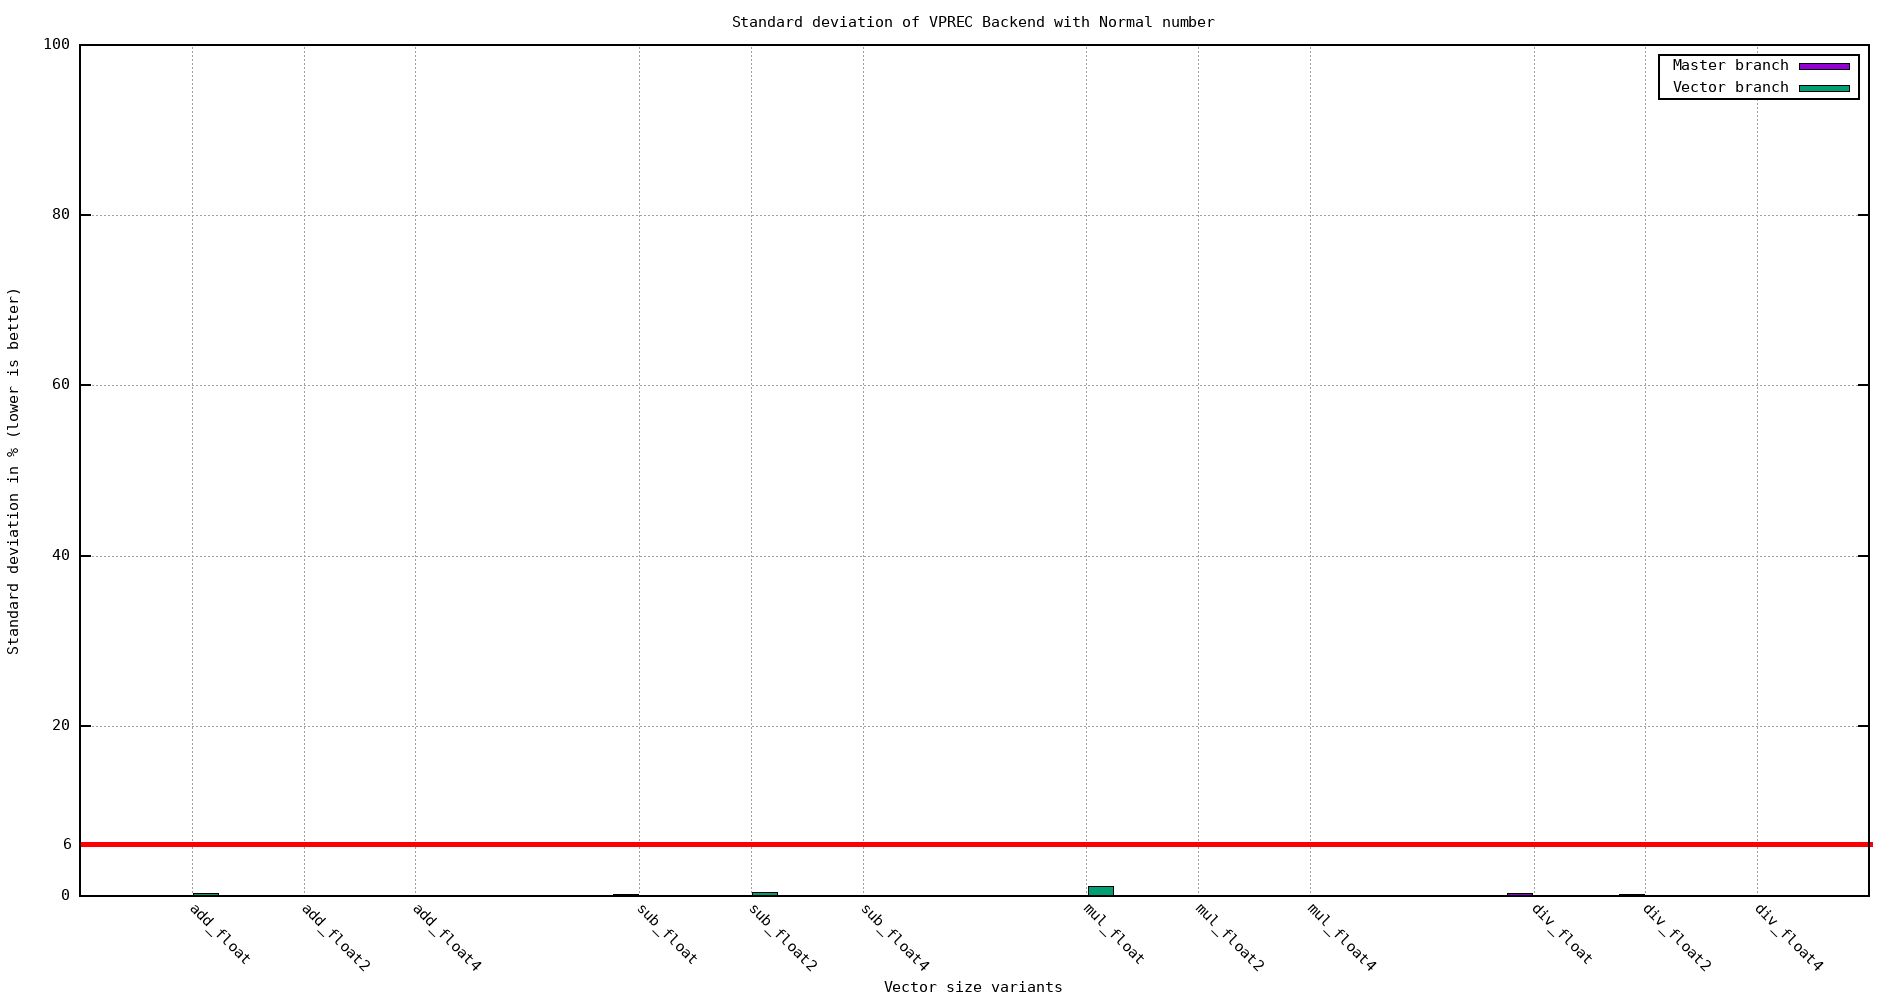 Standard deviation of VPREC Backend with Normal number
Master branch
Vector branch
Standard deviation in % (lower is better)
100
80
60
40
20
6
0
add_float
add_float2
add_float4
sub_float
sub_float2
sub_float4
mul_float
mul_float2
mul_float4
div_float
div_float2
div_float4
Vector size variants